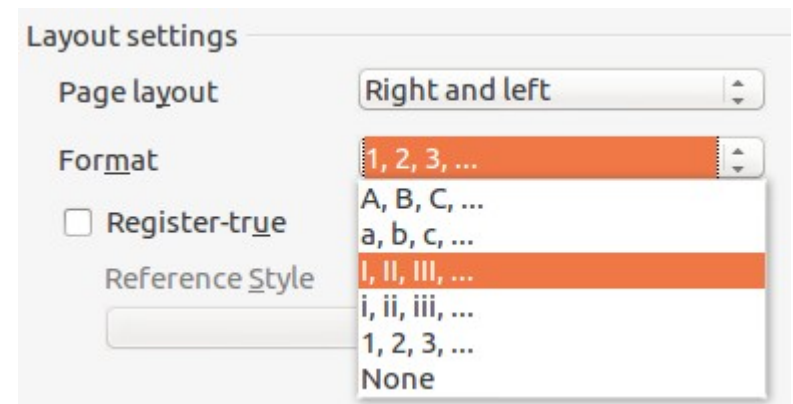 Layout settings
Page layout Right and left
Format 1, 2, 3, ...
A, B, C, ...
Register-true
a, b, c, ...
I, II, III, ...
Reference Style
i, ii, iii, ...
1, 2, 3, ...
None